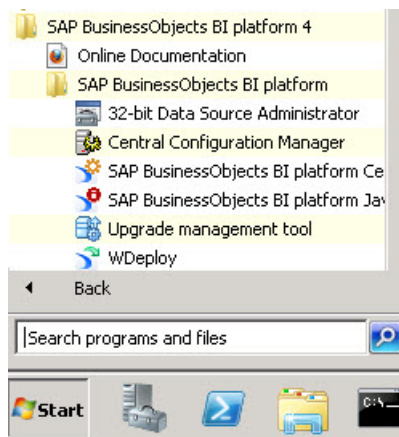 SAP BusinessObjects BI platform 4
Online Documentation
SAP BusinessObjects BI platform
32-bit Data Source Administrator
Central Configuration Manager
SAP BusinessObjects BI platform Ce
SAP BusinessObjects BI platform Jav
Upgrade management tool
WDeploy
Back
Search programs and files
Start
C:\